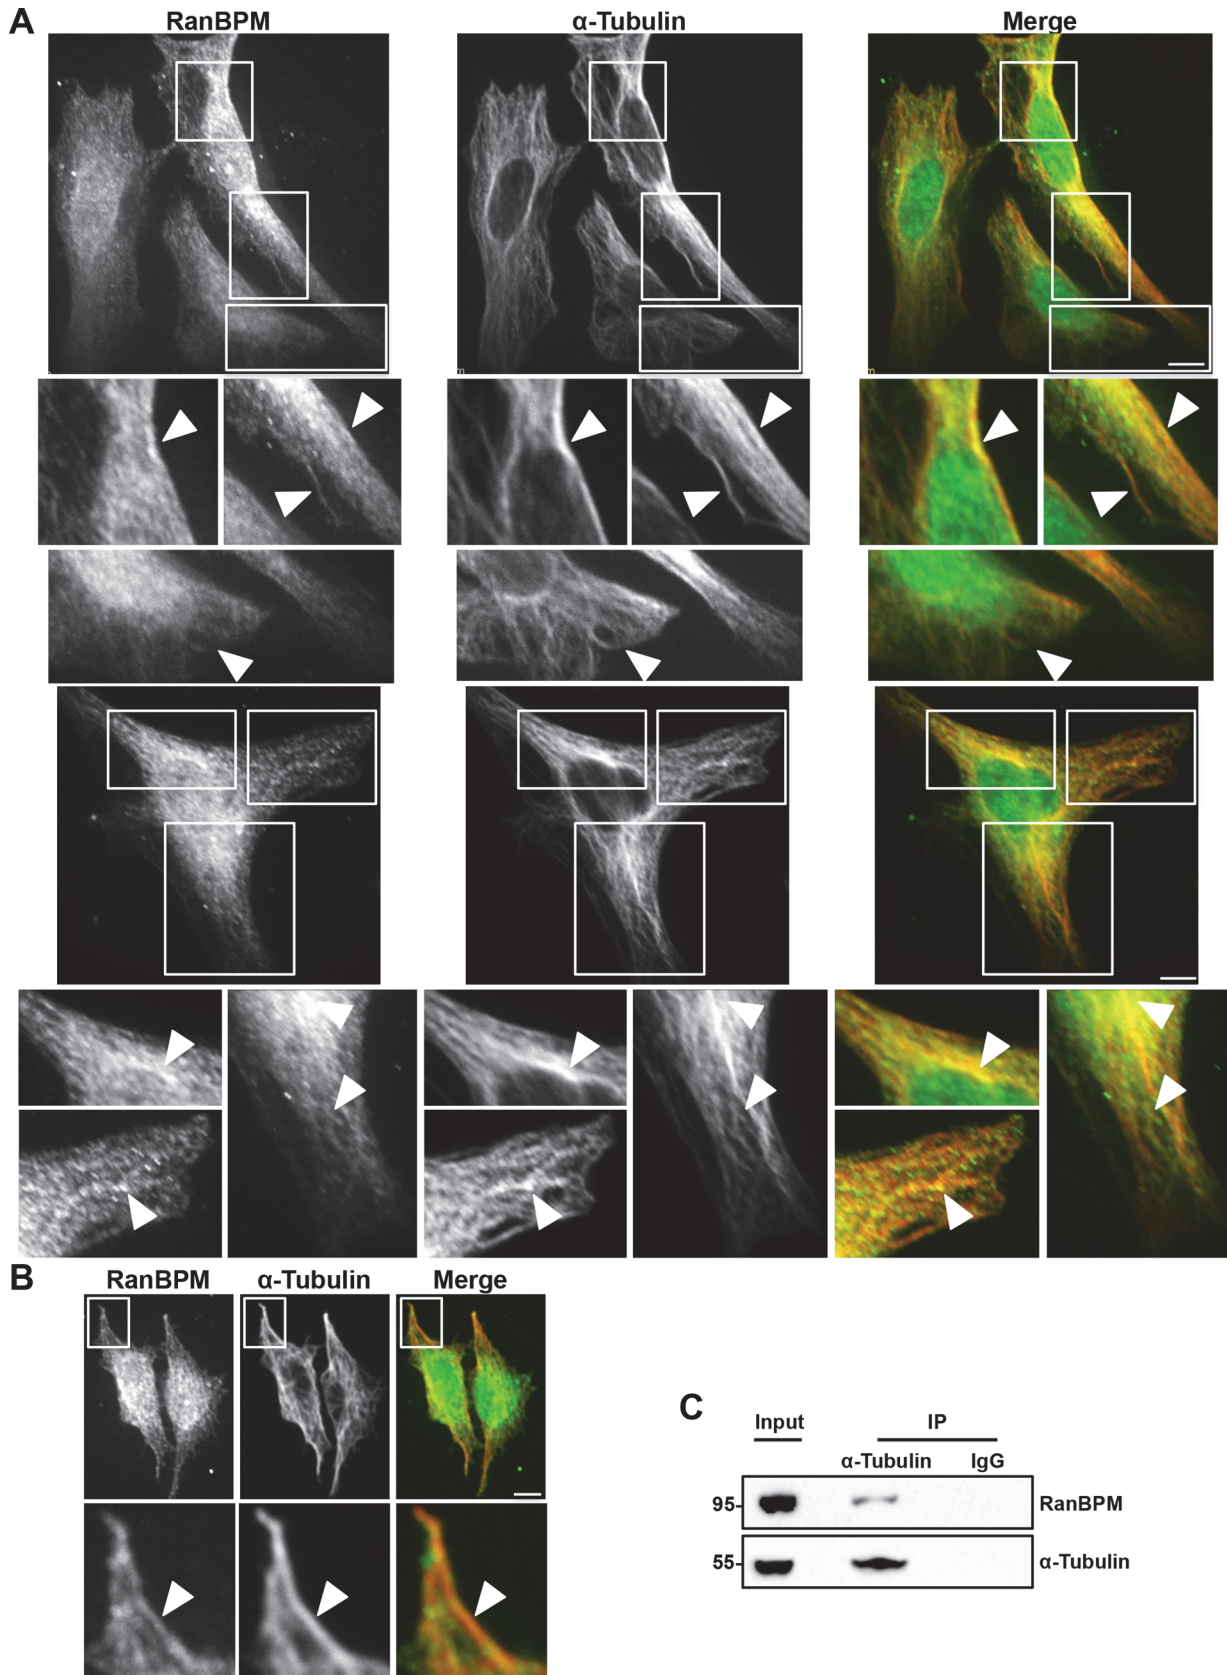 A
RanBPM α-Tubulin Merge
m
m
B
RanBPM α-Tubulin Merge
C
Input IP
α-Tubulin IgG
95- RanBPM
55- α-Tubulin